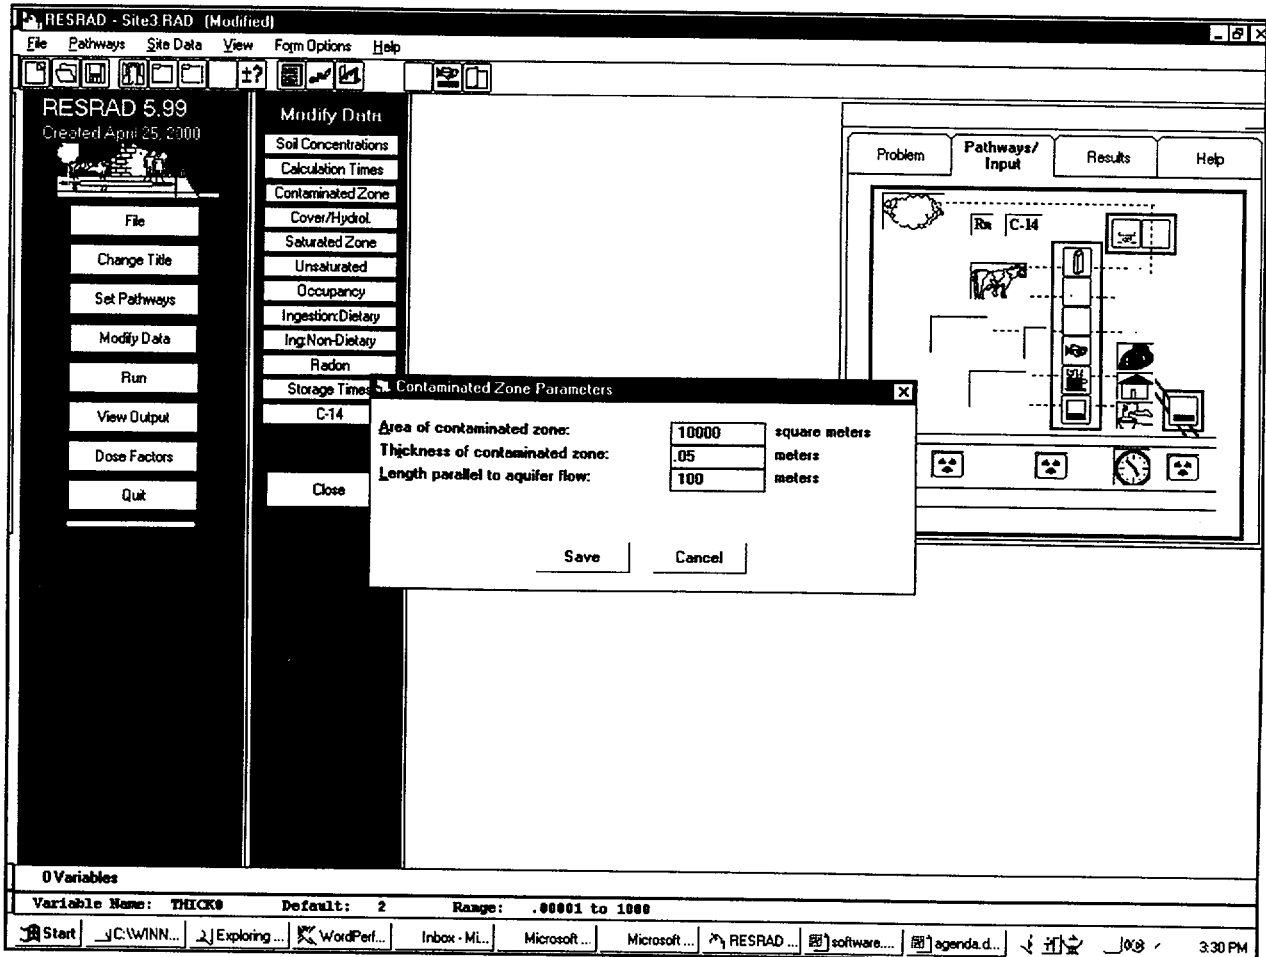 RESRAD - Site3.RAD (Modified)
File Pathways Site Data View Form Options Help
±?
RESRAD 5.99
Created April 25, 2000
File
Change Title
Set Pathways
Modify Data
Run
View Output
Dose Factors
Quit
Modify Data
Soil Concentrations
Calculation Times
Contaminated Zone
Cover/Hydrol.
Saturated Zone
Unsaturated
Occupancy
Ingestion:Dietary
Ing:Non-Dietary
Radon
Storage Times
C-14
Close
Problem
Pathways/
Input
Results
Help
Rn C-14
Contaminated Zone Parameters
Area of contaminated zone: 10000 square meters
Thickness of contaminated zone: .05 meters
Length parallel to aquifer flow: 100 meters
Save Cancel
0 Variables
Variable Name: THICK0 Default: 2 Range: .00001 to 1000
Start C:\WINN... Exploring ... WordPerf... Inbox - Mi... Microsoft ... Microsoft ... RESRAD ... software.... agenda.d... 3:30 PM